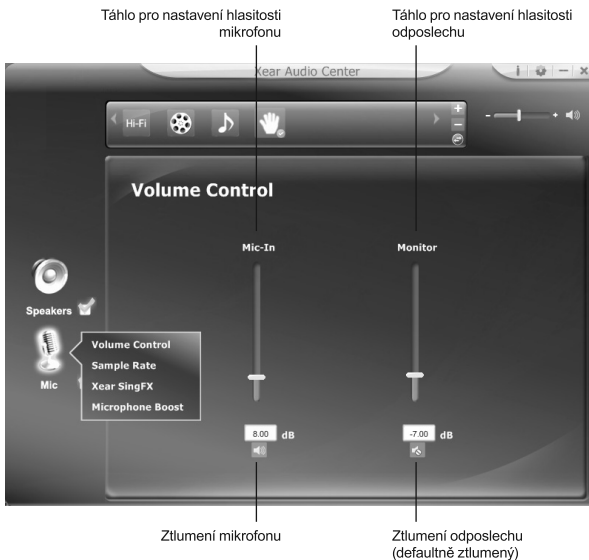 Táhlo pro nastavení hlasitosti
mikrofonu
Táhlo pro nastavení hlasitosti
odposlechu
Xear Audio Center
Hi-Fi
Volume Control
Mic-In
Monitor
Speakers
Mic
Volume Control
Sample Rate
Xear SingFX
Microphone Boost
8.00 dB
-7.00 dB
Ztlumení mikrofonu
Ztlumení odposlechu
(defaultně ztlumený)